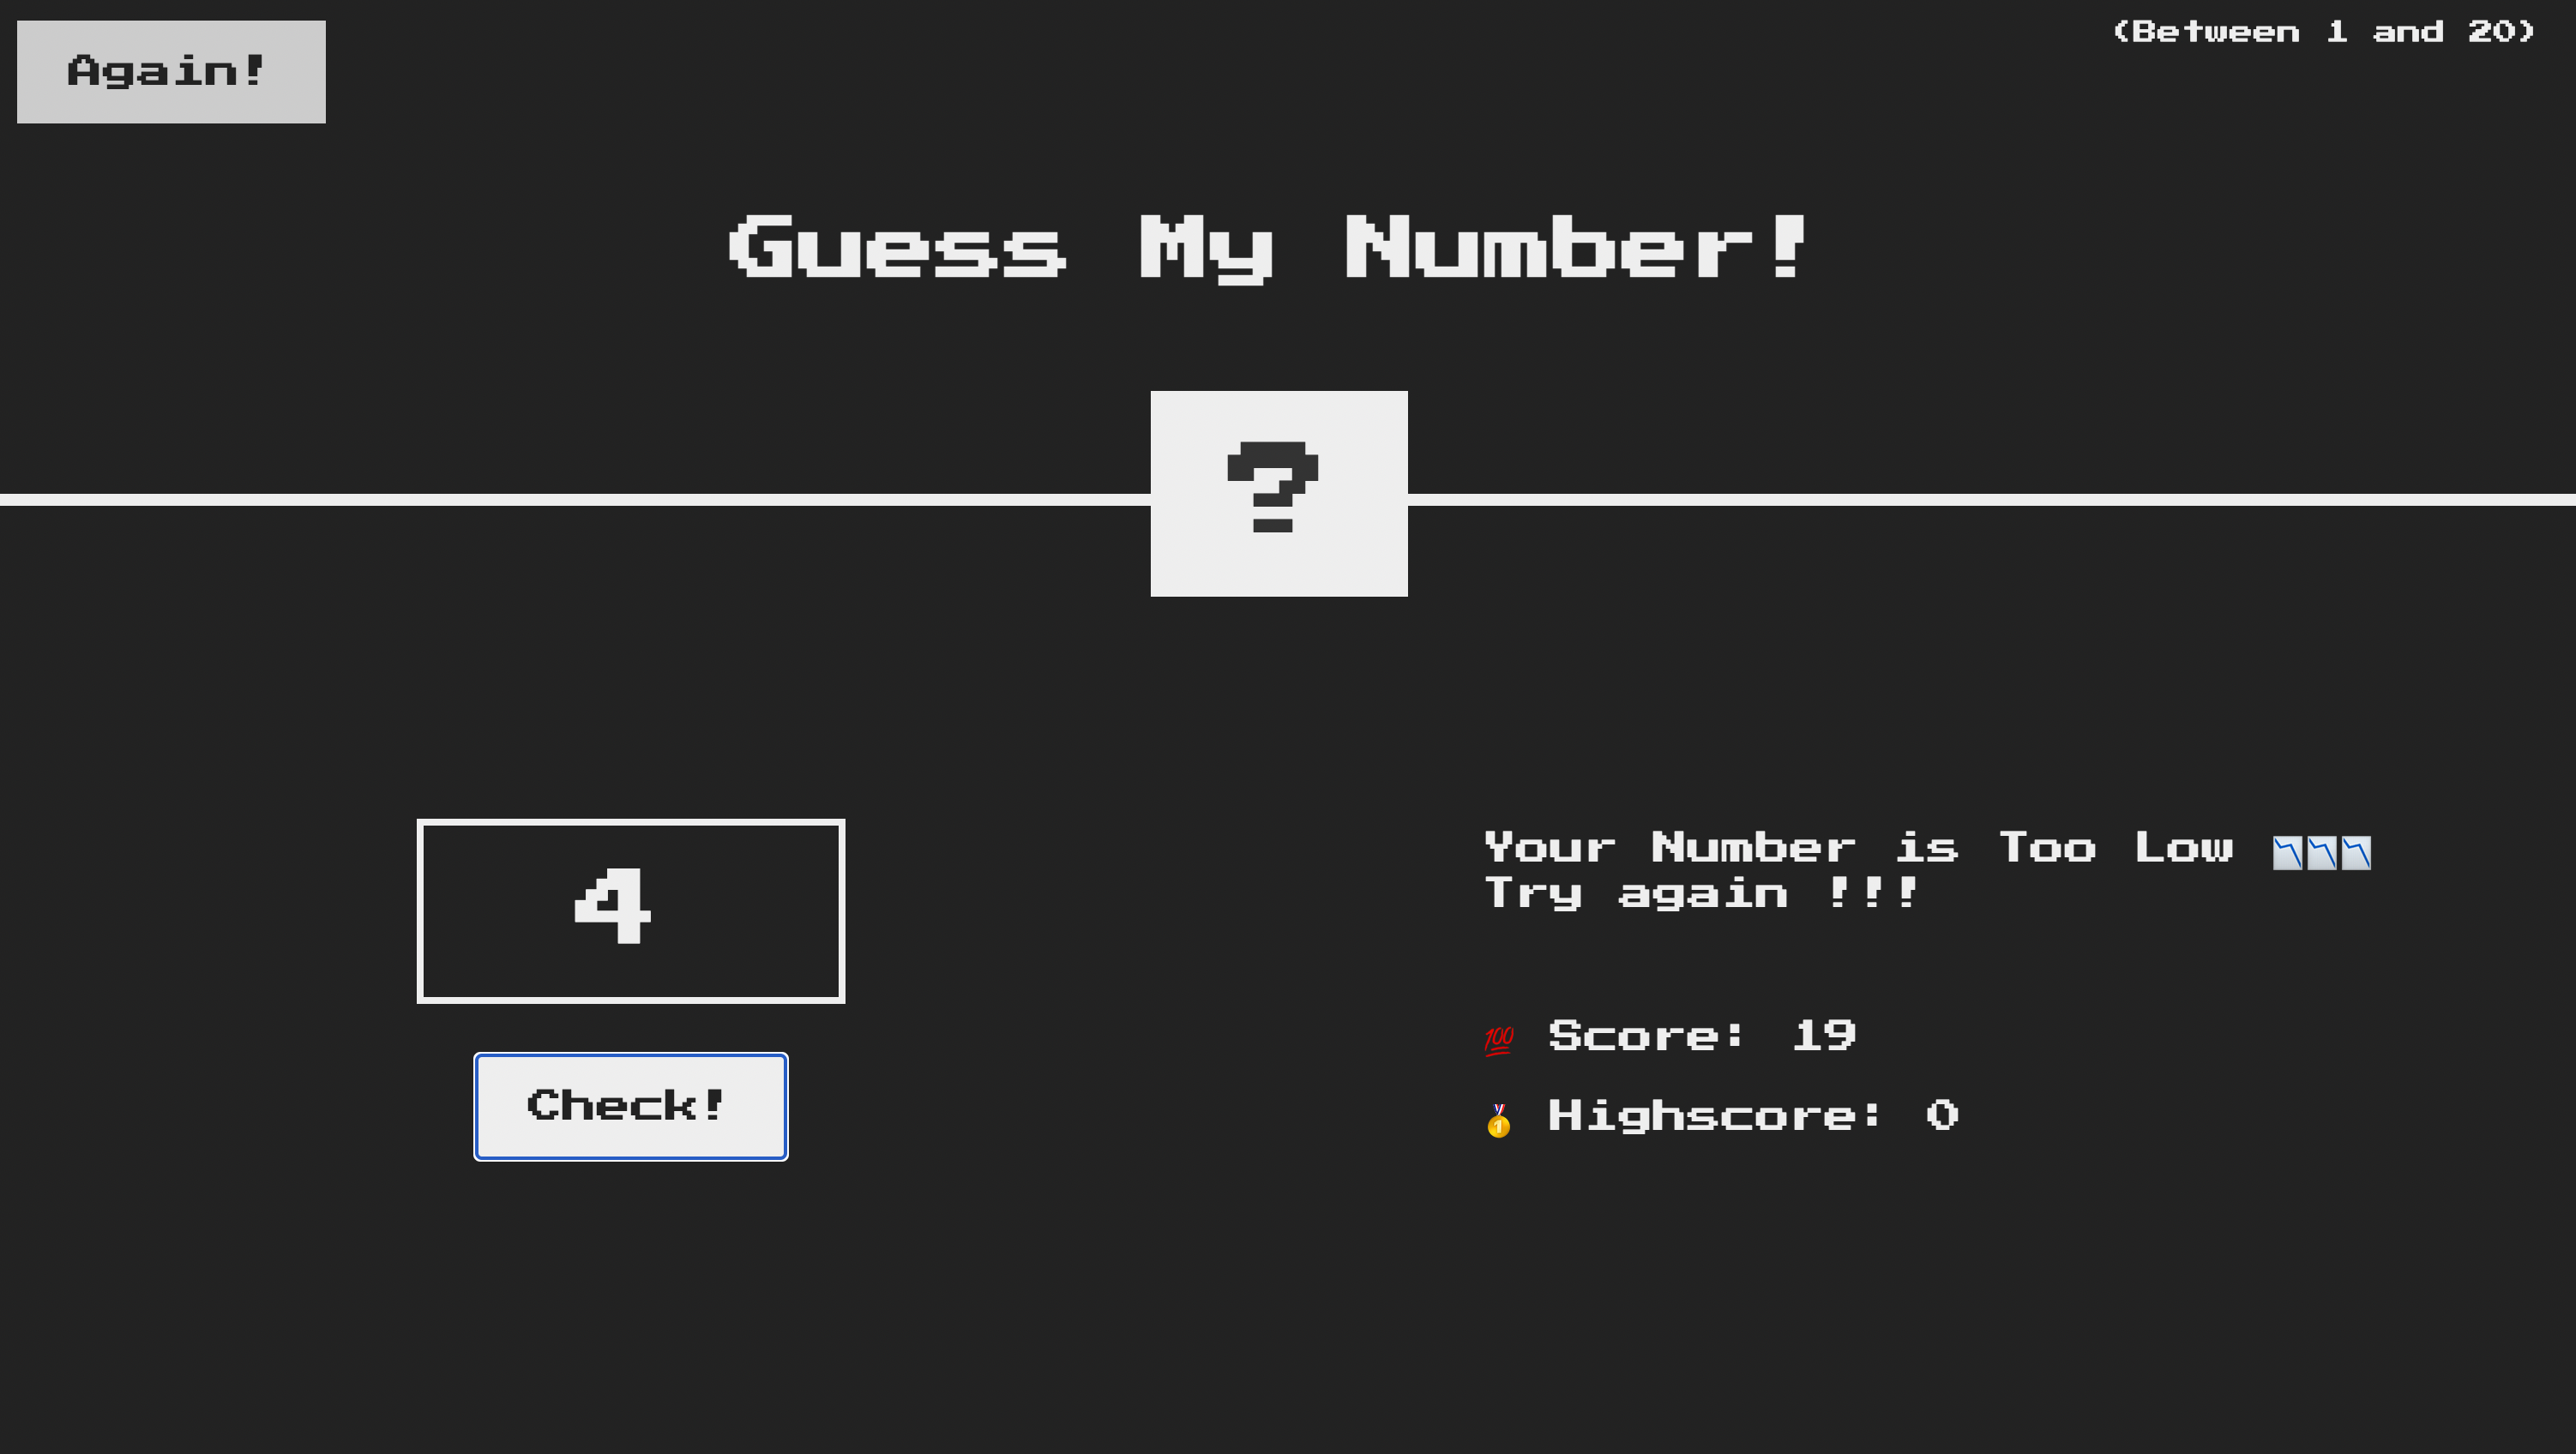 Again!
(Between 1 and 20)
Guess My Number!
?
4
Check!
Your Number is Too Low 📉📉📉
Try again !!!
💯 Score: 19
🥇 Highscore: 0